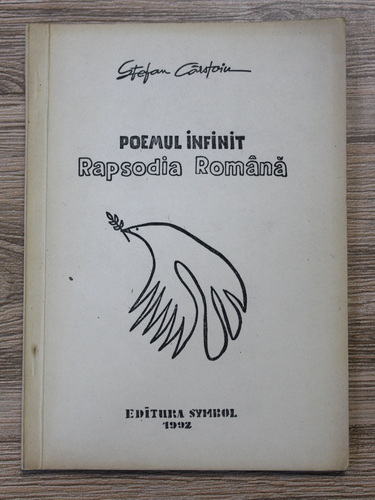 Ștefan Cârstoiu
POEMUL INFINIT
Rapsodia Română
EDITURA SYMBOL
1992